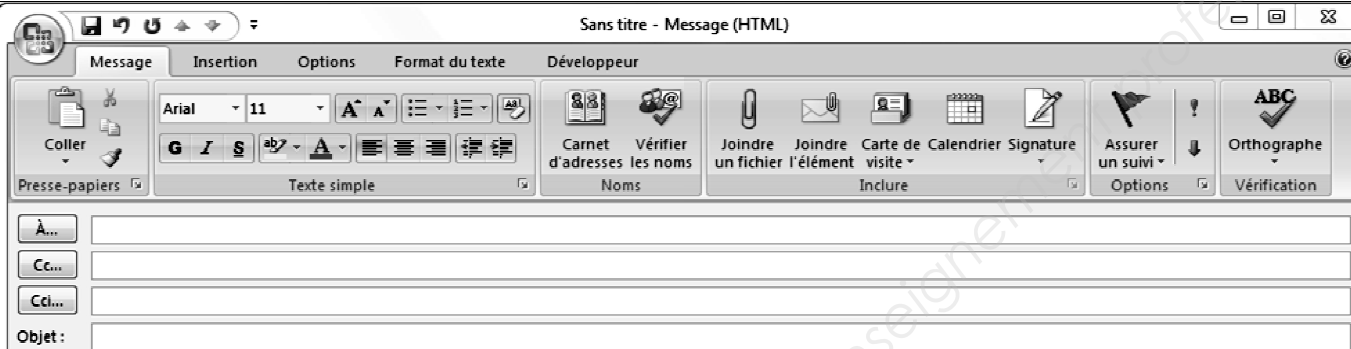 Sans titre - Message (HTML)
Message Insertion Options Format du texte Développeur
Coller
Presse-papiers
Arial 11 A A
G I S ab A
Texte simple
Carnet d'adresses
Vérifier les noms
Noms
Joindre un fichier
Joindre l'élément
Carte de visite
Calendrier
Signature
Inclure
Assurer un suivi
Options
ABC
Orthographe
Vérification
À...
Cc...
Cci...
Objet :